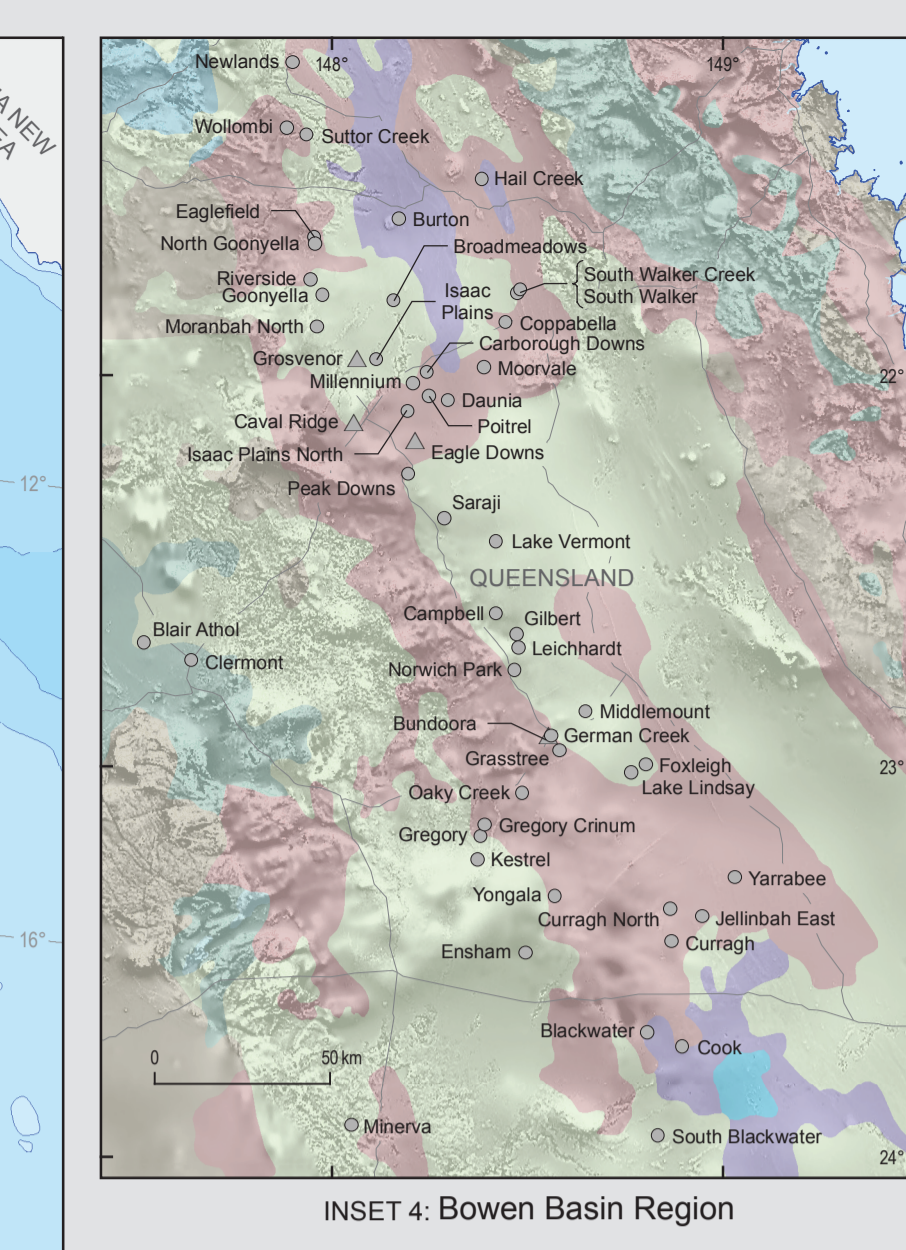 Newlands
148°
149°
A NEW
EA
Wollombi
Suttor Creek
Hail Creek
Eaglefield
Burton
North Goonyella
Broadmeadows
Riverside
South Walker Creek
Goonyella
Isaac
Plains
South Walker
Moranbah North
Coppabella
Carborough Downs
Grosvenor
Moorvale
22°
Millennium
Daunia
Caval Ridge
Poitrel
Isaac Plains North
Eagle Downs
12°
Peak Downs
Saraji
Lake Vermont
QUEENSLAND
Campbell
Gilbert
Blair Athol
Leichhardt
Clermont
Norwich Park
Middlemount
Bundoora
German Creek
Grasstree
Foxleigh
23°
Lake Lindsay
Oaky Creek
Gregory Crinum
Gregory
Kestrel
Yarrabee
Yongala
Curragh North
Jellinbah East
16°
Curragh
Ensham
Blackwater
Cook
0
50 km
Minerva
South Blackwater
24°
INSET 4: Bowen Basin Region